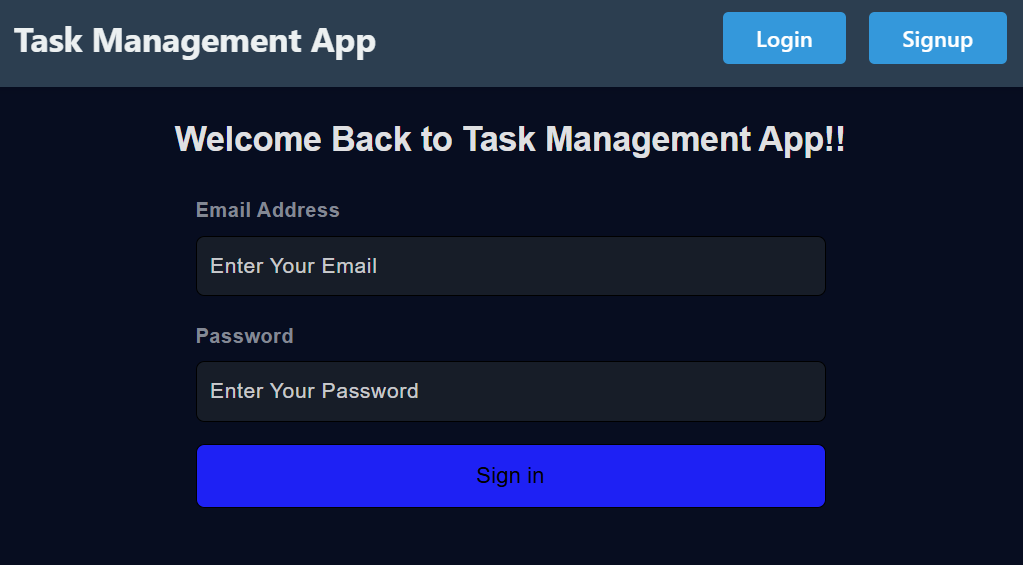 Task Management App
Login
Signup
Welcome Back to Task Management App!!
Email Address
Enter Your Email
Password
Enter Your Password
Sign in